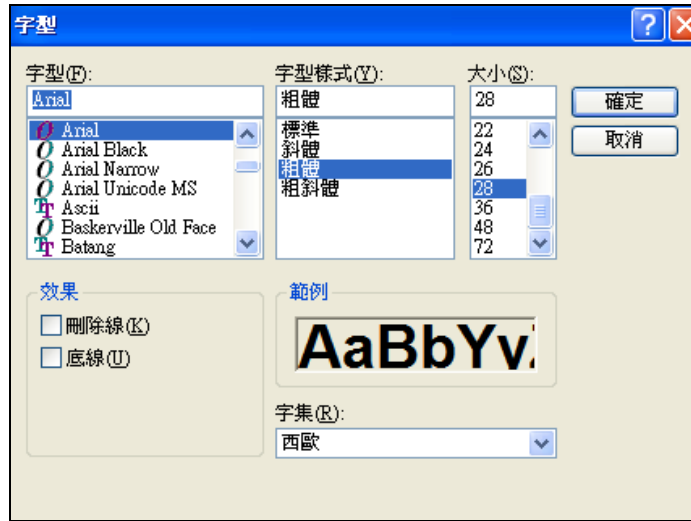 字型
字型(F):
字型樣式(Y):
大小(S):
Arial
粗體
28
確定
取消
Arial
Arial Black
Arial Narrow
Arial Unicode MS
Ascii
Baskerville Old Face
Batang
標準
斜體
粗體
粗斜體
22
24
26
28
36
48
72
效果
刪除線(K)
底線(U)
範例
AaBbYv
字集(R):
西歐